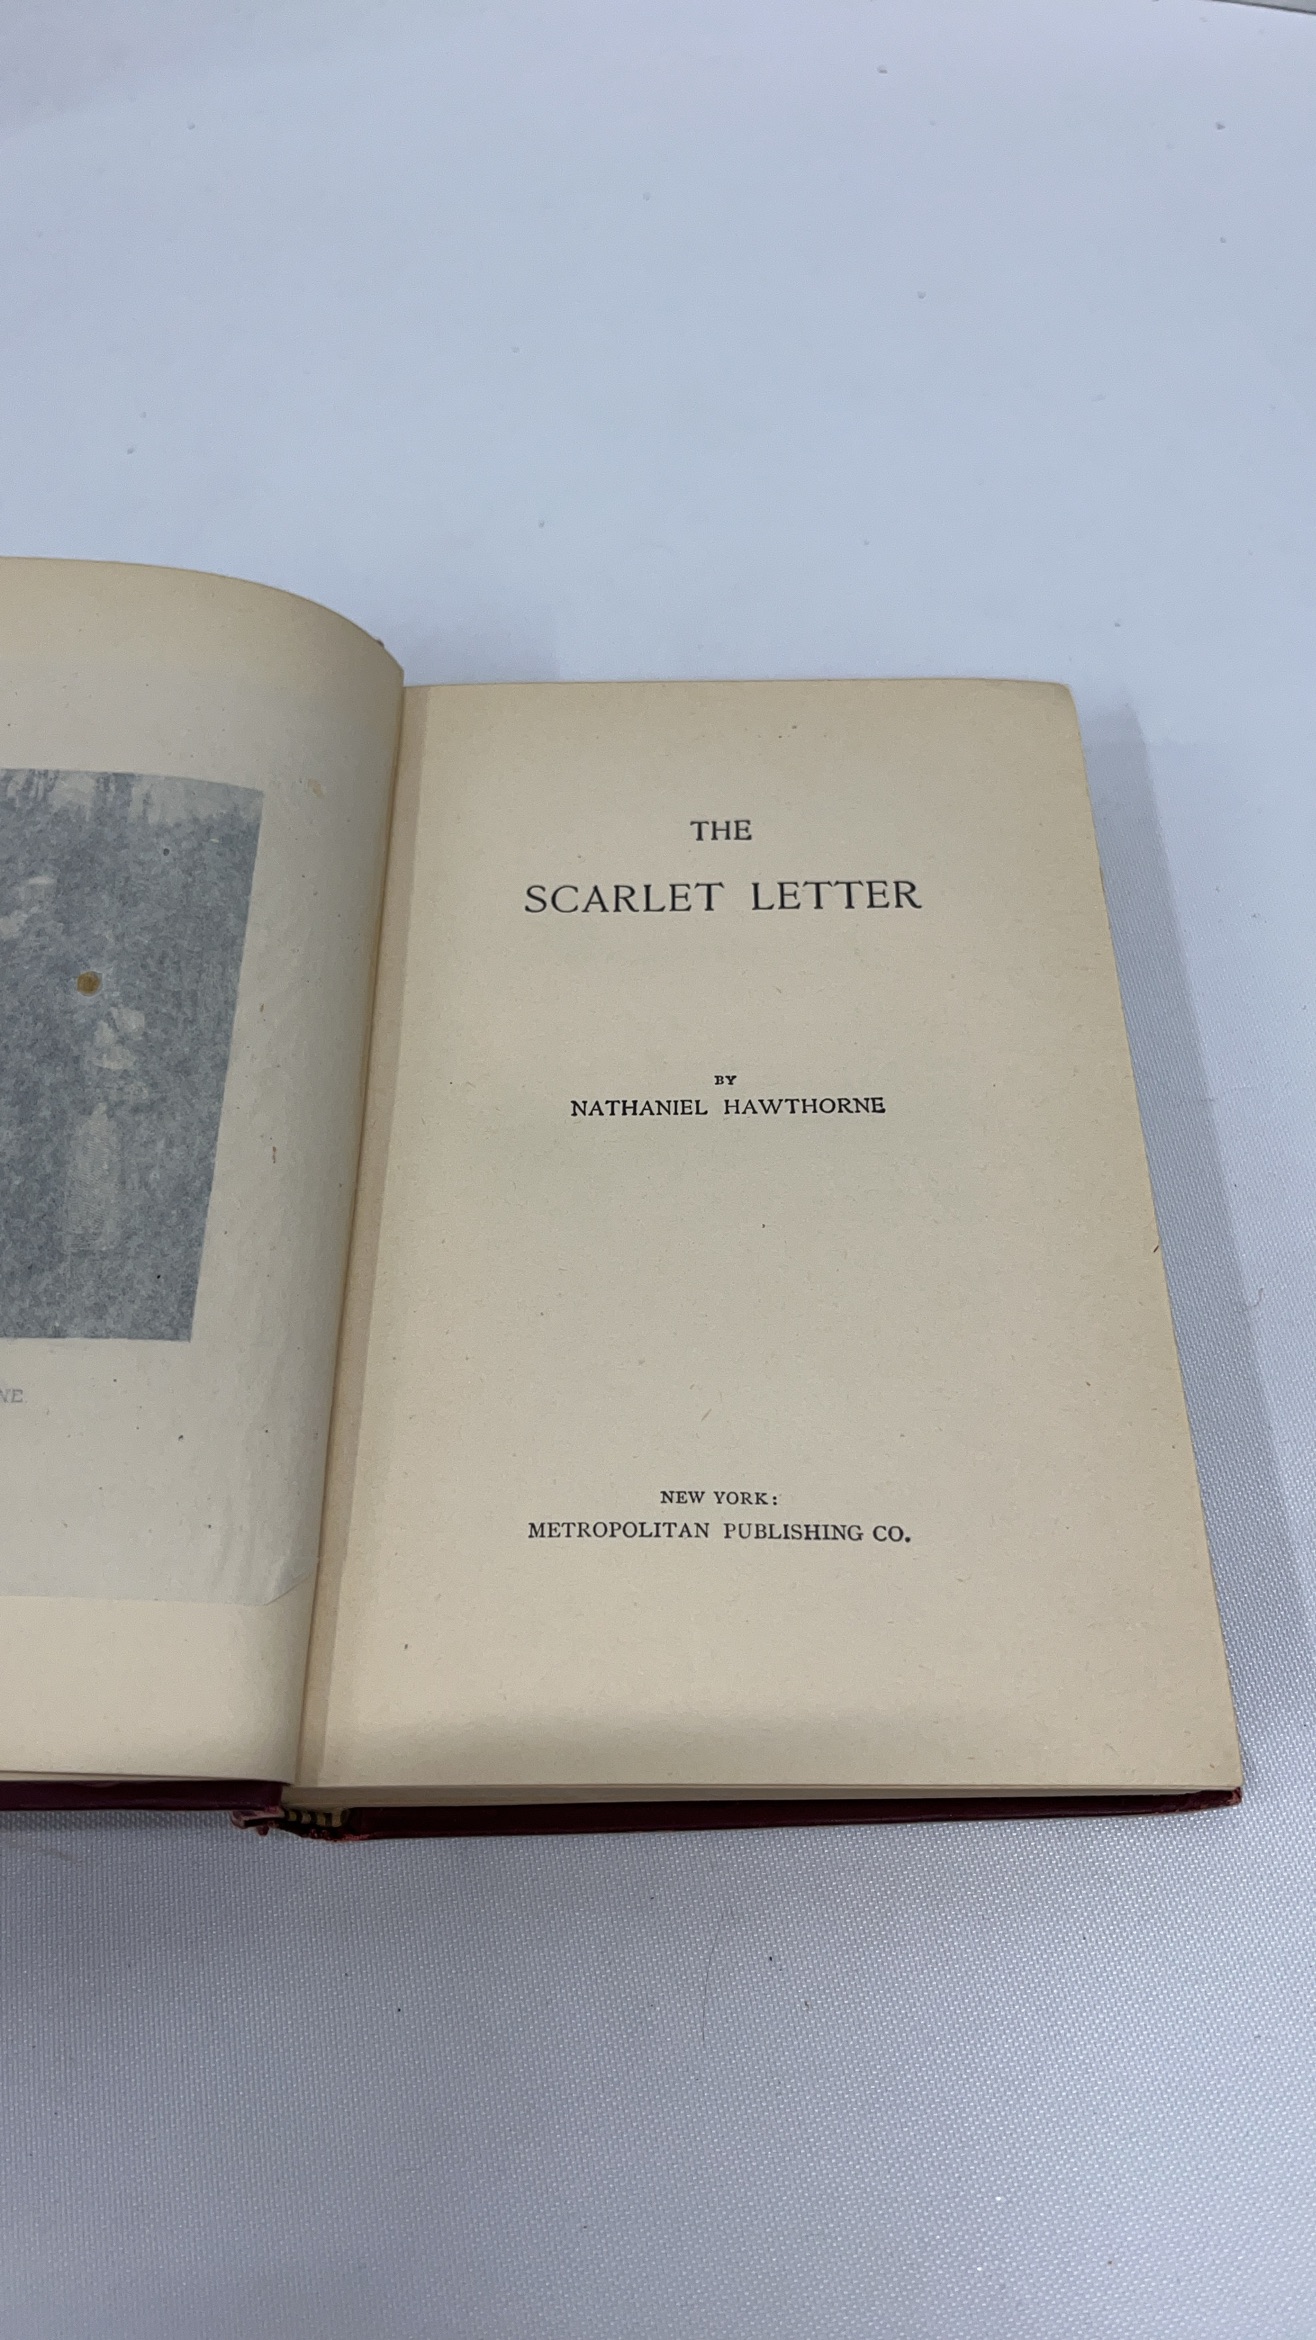 THE
SCARLET LETTER
BY
NATHANIEL HAWTHORNE
NEW YORK:
METROPOLITAN PUBLISHING CO.